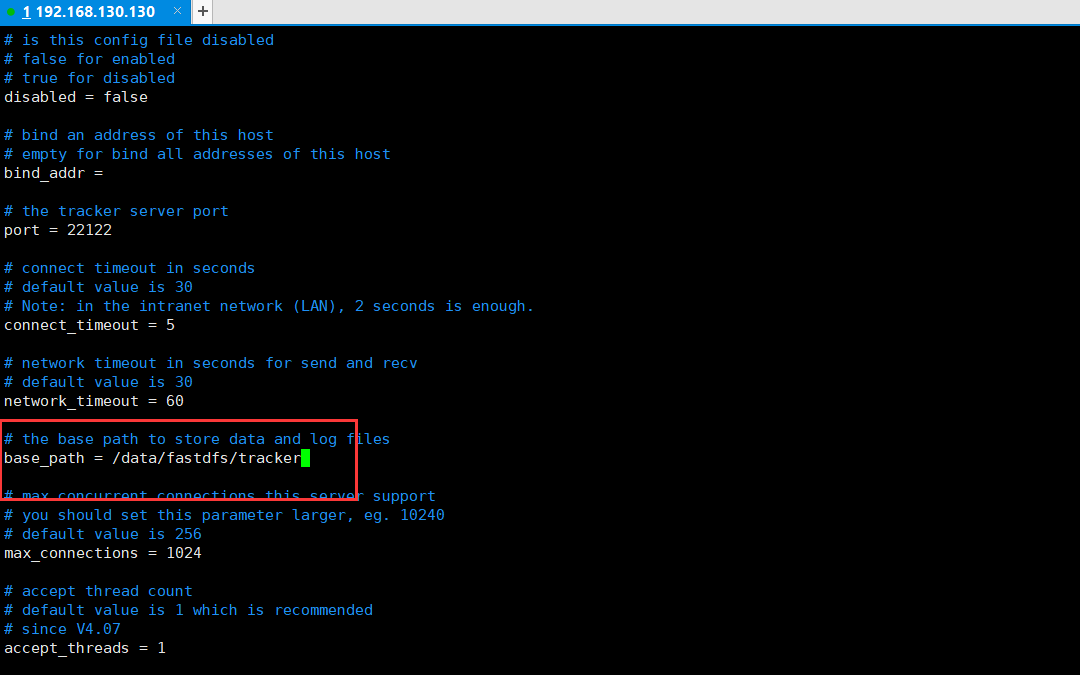 1 192.168.130.130 × +
# is this config file disabled
# false for enabled
# true for disabled
disabled = false
# bind an address of this host
# empty for bind all addresses of this host
bind_addr =
# the tracker server port
port = 22122
# connect timeout in seconds
# default value is 30
# Note: in the intranet network (LAN), 2 seconds is enough.
connect_timeout = 5
# network timeout in seconds for send and recv
# default value is 30
network_timeout = 60
# the base path to store data and log files
base_path = /data/fastdfs/tracker
# max concurrent connections this server support
# you should set this parameter larger, eg. 10240
# default value is 256
max_connections = 1024
# accept thread count
# default value is 1 which is recommended
# since V4.07
accept_threads = 1